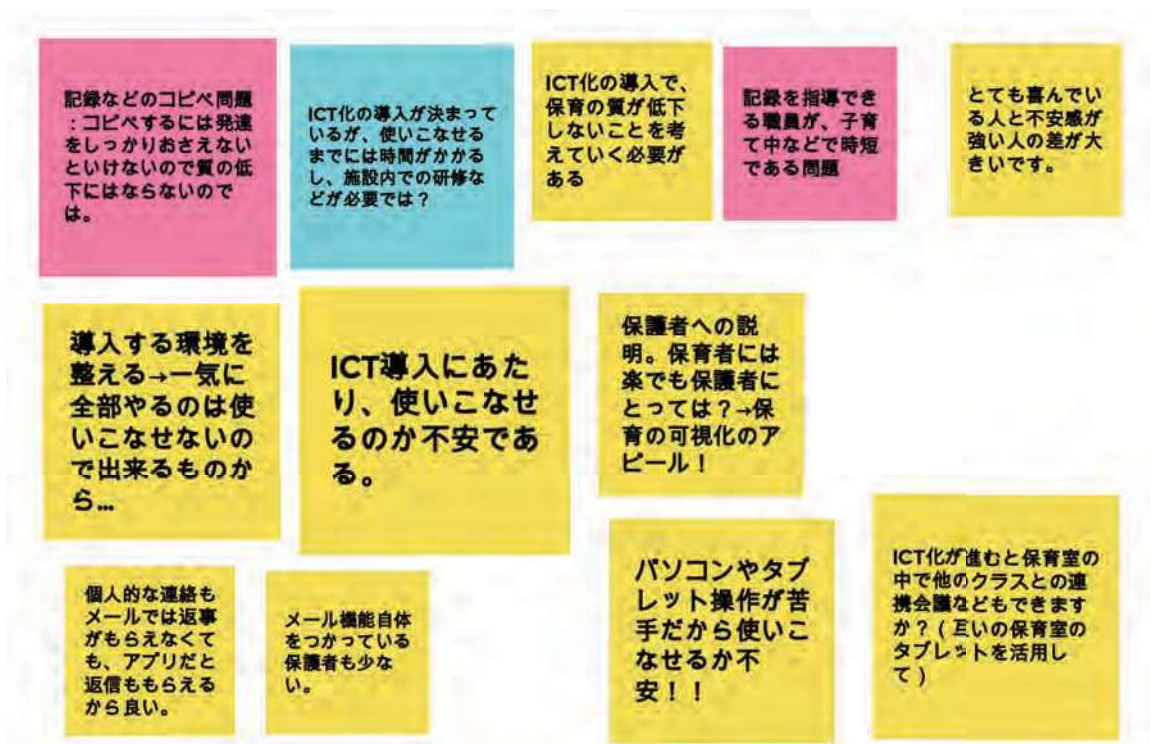 記録などのコピペ問題
：コピペするには発達
をしっかりおさえない
といけないので質の低
下にはならないので
は。
ICT化の導入が決まって
いるが、使いこなせる
までには時間がかかる
し、施設内での研修な
どが必要では？
ICT化の導入で、
保育の質が低下
しないことを考
えていく必要が
ある
記録を指導でき
る職員が、子育
て中などで時短
である問題
とても喜んでい
る人と不安感が
強い人の差が大
きいです。
導入する環境を
整える→一気に
全部やるのは使
いこなせないの
で出来るものか
ら...
ICT導入にあた
り、使いこなせ
るのか不安であ
る。
保護者への説
明。保育者には
楽でも保護者に
とっては？→保
育の可視化のア
ピール！
個人的な連絡も
メールでは返事
がもらえなくて
も、アプリだと
返信ももらえる
から良い。
メール機能自体
をつかっている
保護者も少な
い。
パソコンやタブ
レット操作が苦
手だから使いこ
なせるか不
安！！
ICT化が進むと保育室の
中で他のクラスとの連
携会議などもできます
か？（互いの保育室の
タブレットを活用し
て）